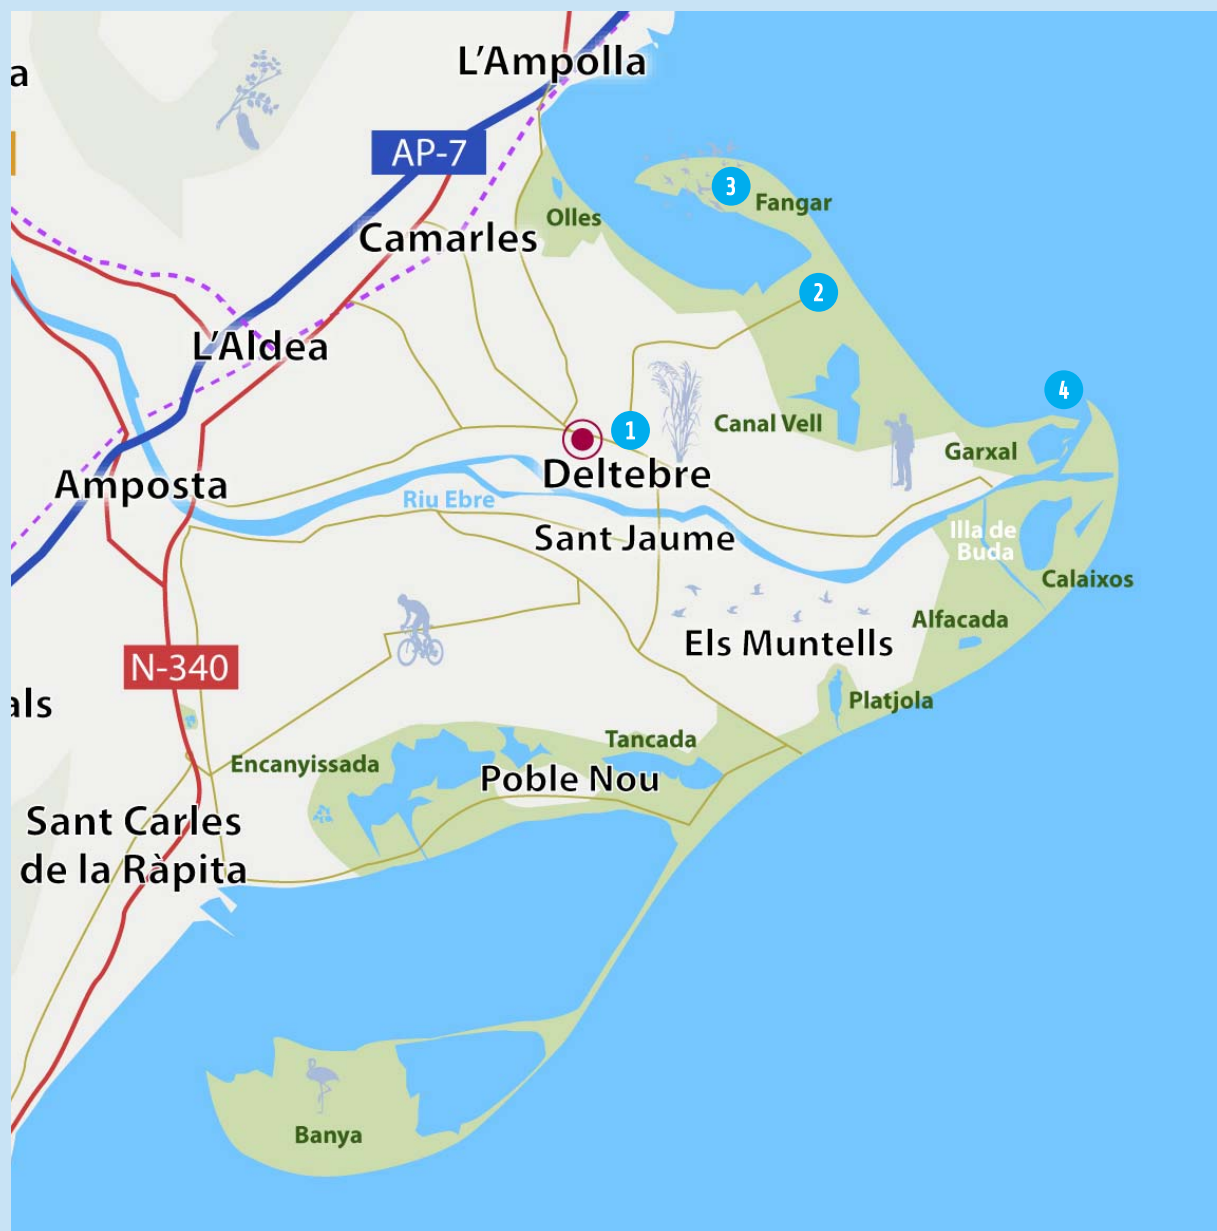 L'Ampolla
a
AP-7
3
Fangar
Olles
Camarles
2
L'Aldea
4
1
Canal Vell
Garxal
Deltebre
Amposta
Riu Ebre
Sant Jaume
Illa de
Buda
Calaixos
Alfacada
Els Muntells
N-340
als
Platjola
Tancada
Encanyissada
Poble Nou
Sant Carles
de la Ràpita
Banya